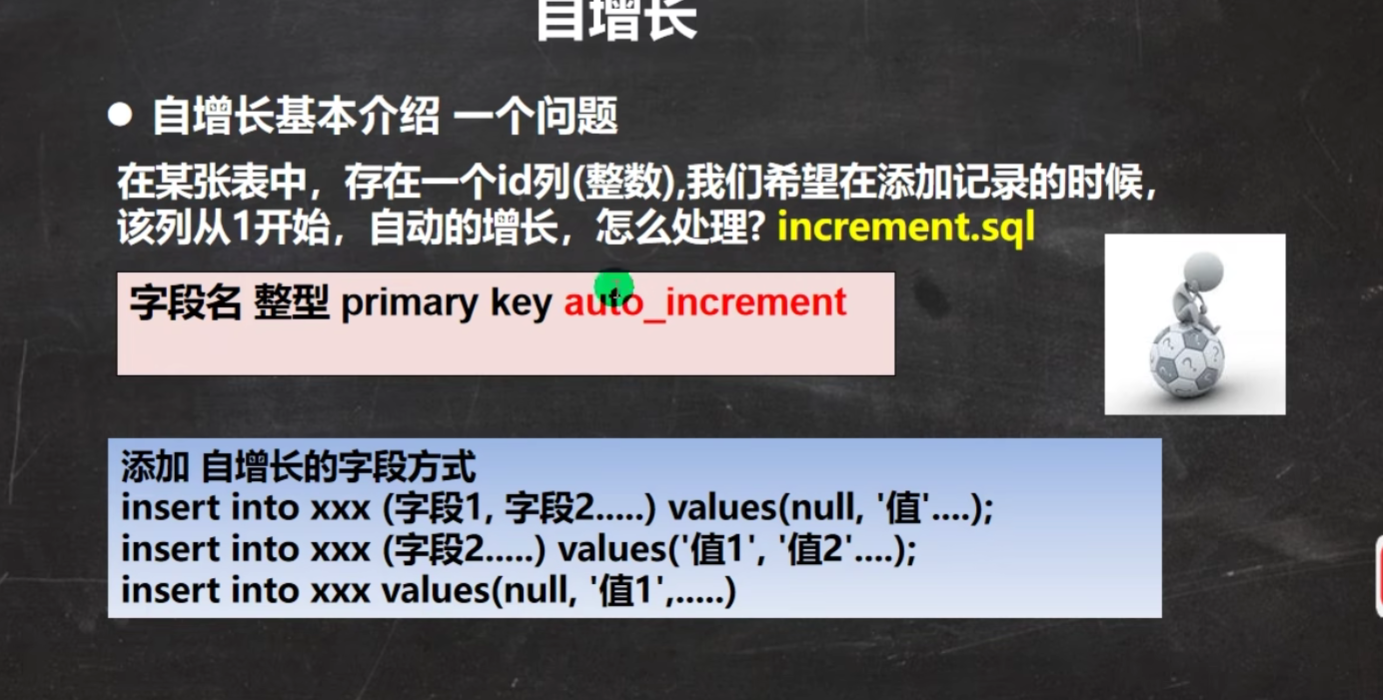 自增长
● 自增长基本介绍 一个问题
在某张表中，存在一个id列(整数),我们希望在添加记录的时候，
该列从1开始，自动的增长，怎么处理? increment.sql
字段名 整型 primary key auto_increment
添加 自增长的字段方式
insert into xxx (字段1, 字段2.....) values(null, '值'....);
insert into xxx (字段2.....) values('值1', '值2'....);
insert into xxx values(null, '值1',.....)